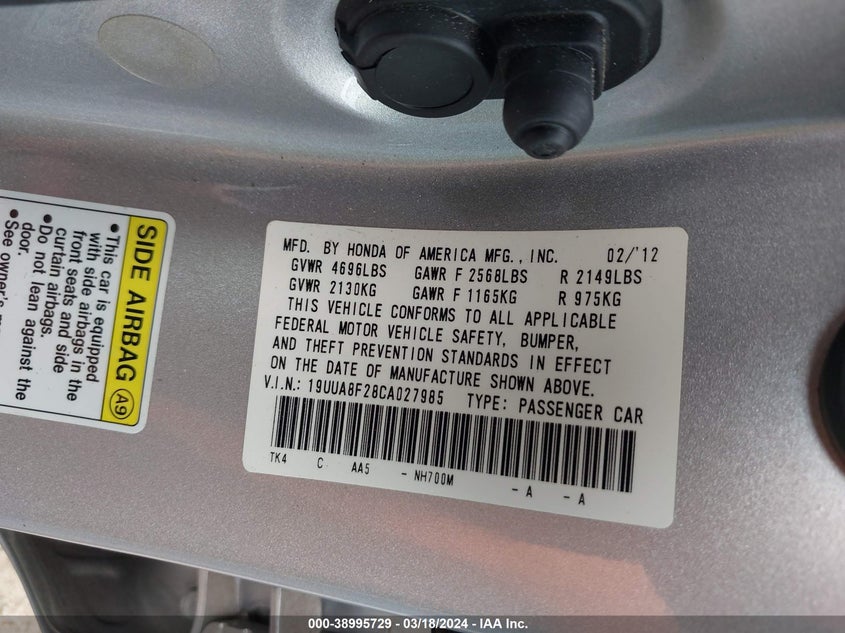 MFD. BY HONDA OF AMERICA MFG., INC. 02/'12
GVWR 4696LBS GAWR F 2568LBS R 2149LBS
GVWR 2130KG GAWR F 1165KG R 975KG
THIS VEHICLE CONFORMS TO ALL APPLICABLE
FEDERAL MOTOR VEHICLE SAFETY, BUMPER,
AND THEFT PREVENTION STANDARDS IN EFFECT
ON THE DATE OF MANUFACTURE SHOWN ABOVE.
V.I.N.: 19UUA8F28CA027985 TYPE: PASSENGER CAR
TK4 C AA5 - NH700M - A - A
SIDE AIRBAG A9
•This car is equipped
with side airbags in the
front seats and side
curtain airbags.
•Do not lean against the
door.
•See owner's
000-38995729 - 03/18/2024 - IAA Inc.